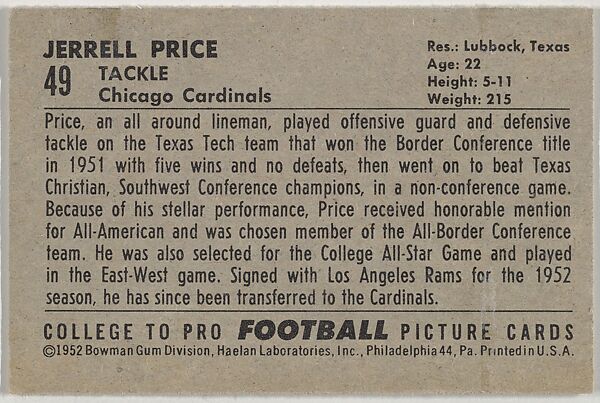 JERRELL PRICE
49 TACKLE
Chicago Cardinals
Res.: Lubbock, Texas
Age: 22
Height: 5-11
Weight: 215
Price, an all around lineman, played offensive guard and defensive
tackle on the Texas Tech team that won the Border Conference title
in 1951 with five wins and no defeats, then went on to beat Texas
Christian, Southwest Conference champions, in a non-conference game.
Because of his stellar performance, Price received honorable mention
for All-American and was chosen member of the All-Border Conference
team. He was also selected for the College All-Star Game and played
in the East-West game. Signed with Los Angeles Rams for the 1952
season, he has since been transferred to the Cardinals.
COLLEGE TO PRO FOOTBALL PICTURE CARDS
©1952 Bowman Gum Division, Haelan Laboratories, Inc., Philadelphia 44, Pa. Printed in U.S.A.